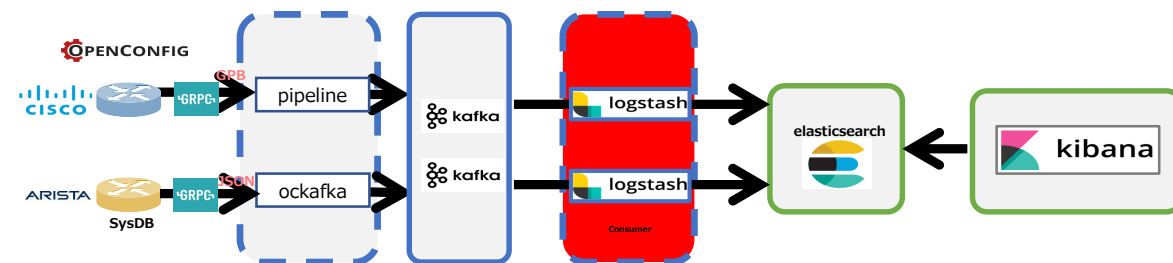 OPENCONFIG
CISCO
GRPC
GPB
pipeline
kafka
logstash
elasticsearch
kibana
ARISTA
SysDB
GRPC
JSON
ockafka
kafka
logstash
Consumer